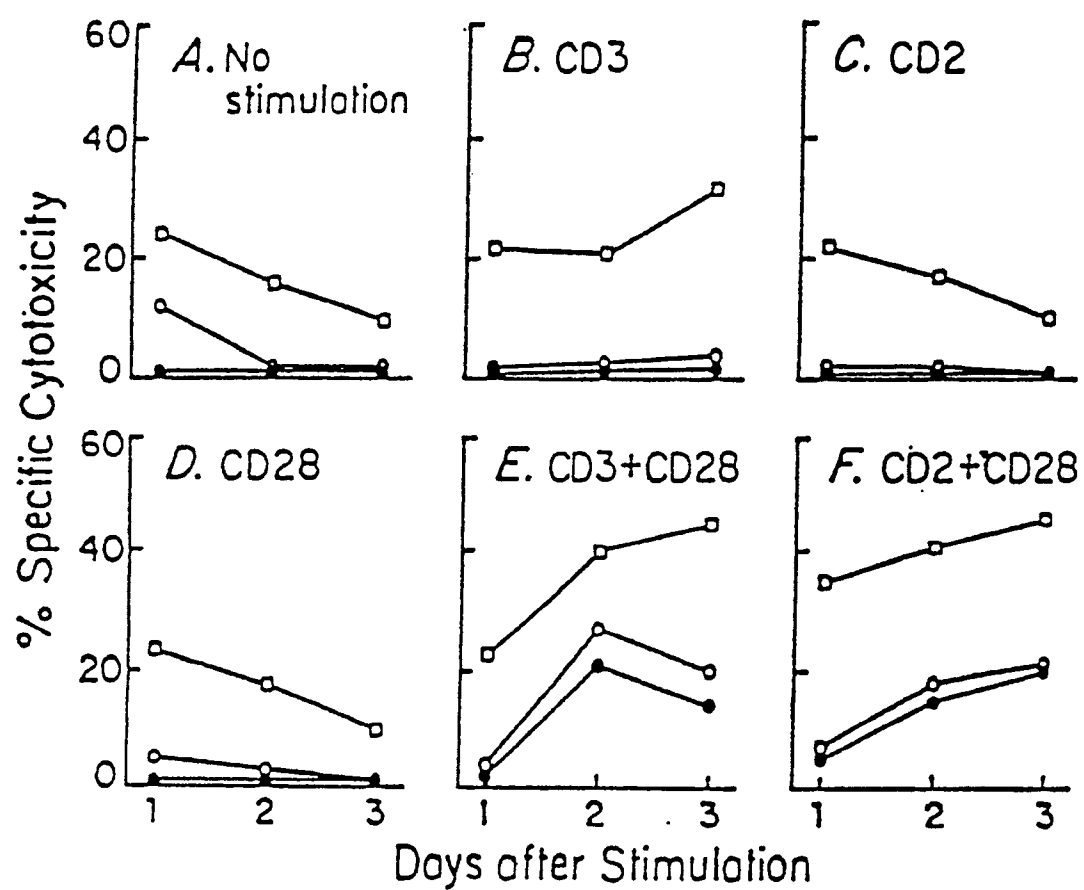 60
40
20
0
A. No
stimulation
B. CD3
C. CD2
% Specific Cytotoxicity
60
40
20
0
D. CD28
E. CD3+CD28
F. CD2+CD28
1 2 3
1 2 3
1 2 3
Days after Stimulation